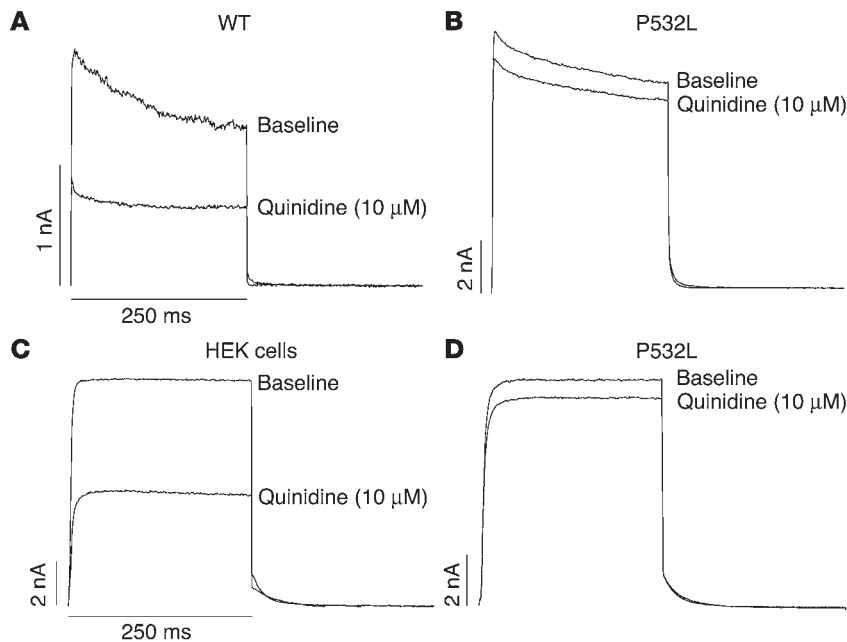 A
WT
Baseline
Quinidine (10 μM)
1 nA
250 ms
B
P532L
Baseline
Quinidine (10 μM)
2 nA
C
HEK cells
Baseline
Quinidine (10 μM)
2 nA
250 ms
D
P532L
Baseline
Quinidine (10 μM)
2 nA